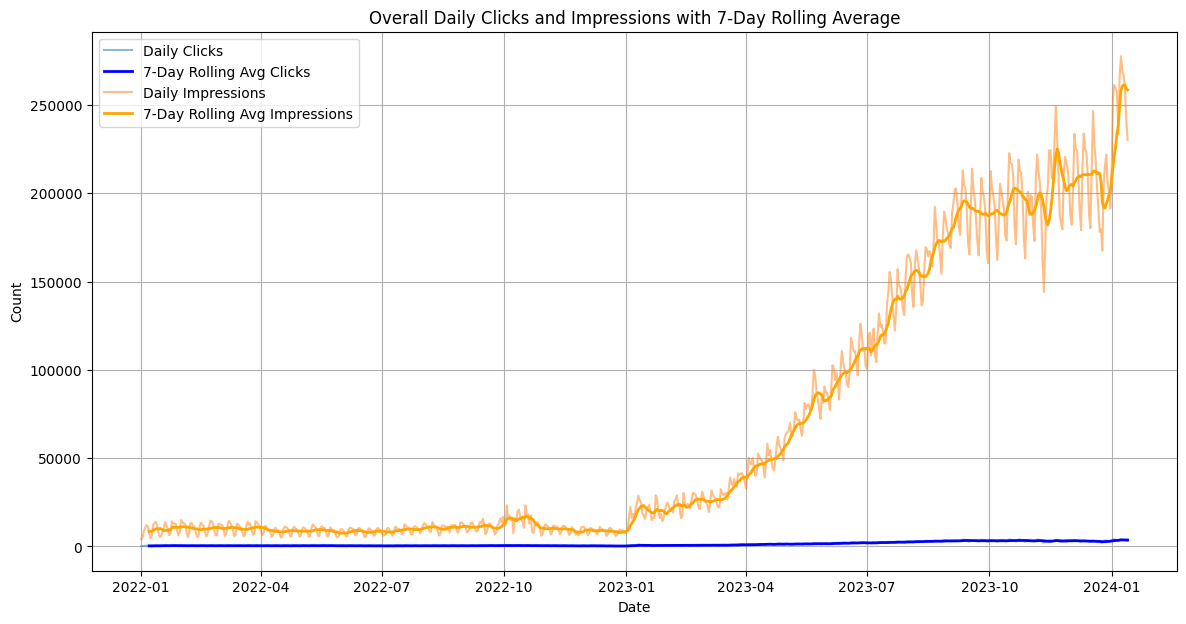 Overall Daily Clicks and Impressions with 7-Day Rolling Average
Daily Clicks
7-Day Rolling Avg Clicks
Daily Impressions
7-Day Rolling Avg Impressions
Count
250000
200000
150000
100000
50000
0
2022-01
2022-04
2022-07
2022-10
2023-01
2023-04
2023-07
2023-10
2024-01
Date